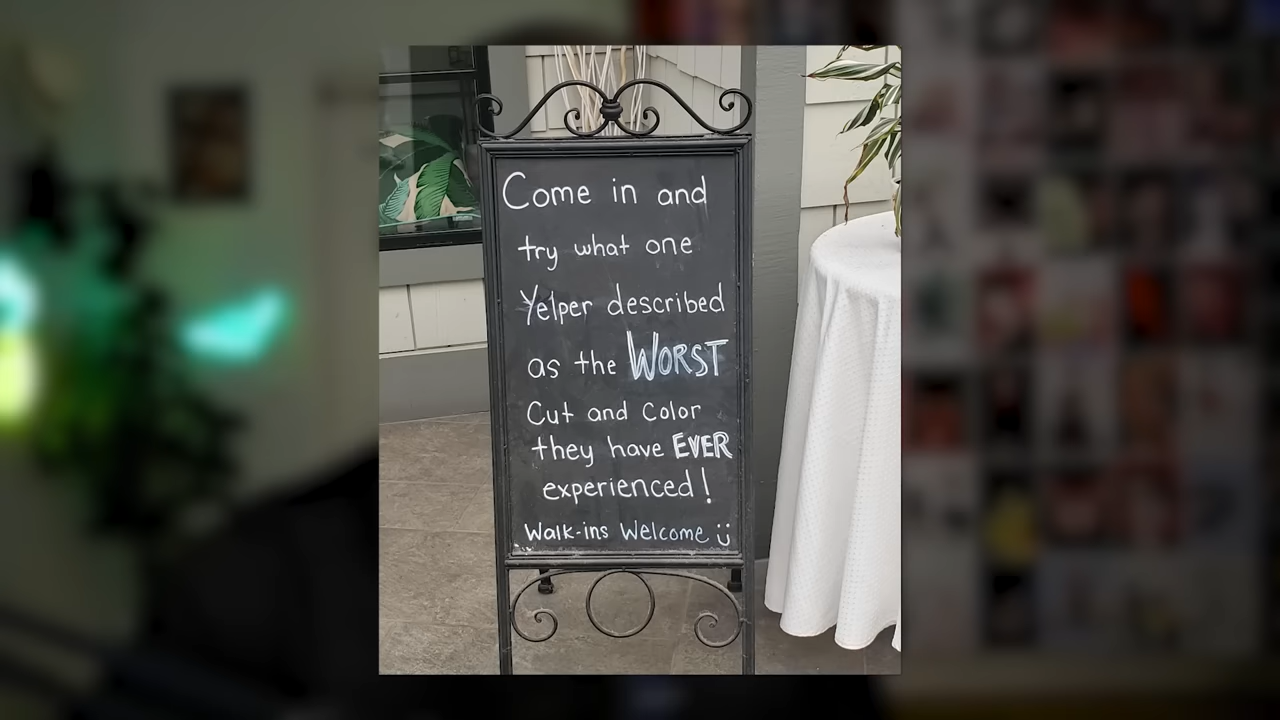 Come in and
try what one
Yelper described
as the WORST
Cut and Color
they have EVER
experienced!
Walk-ins Welcome :)